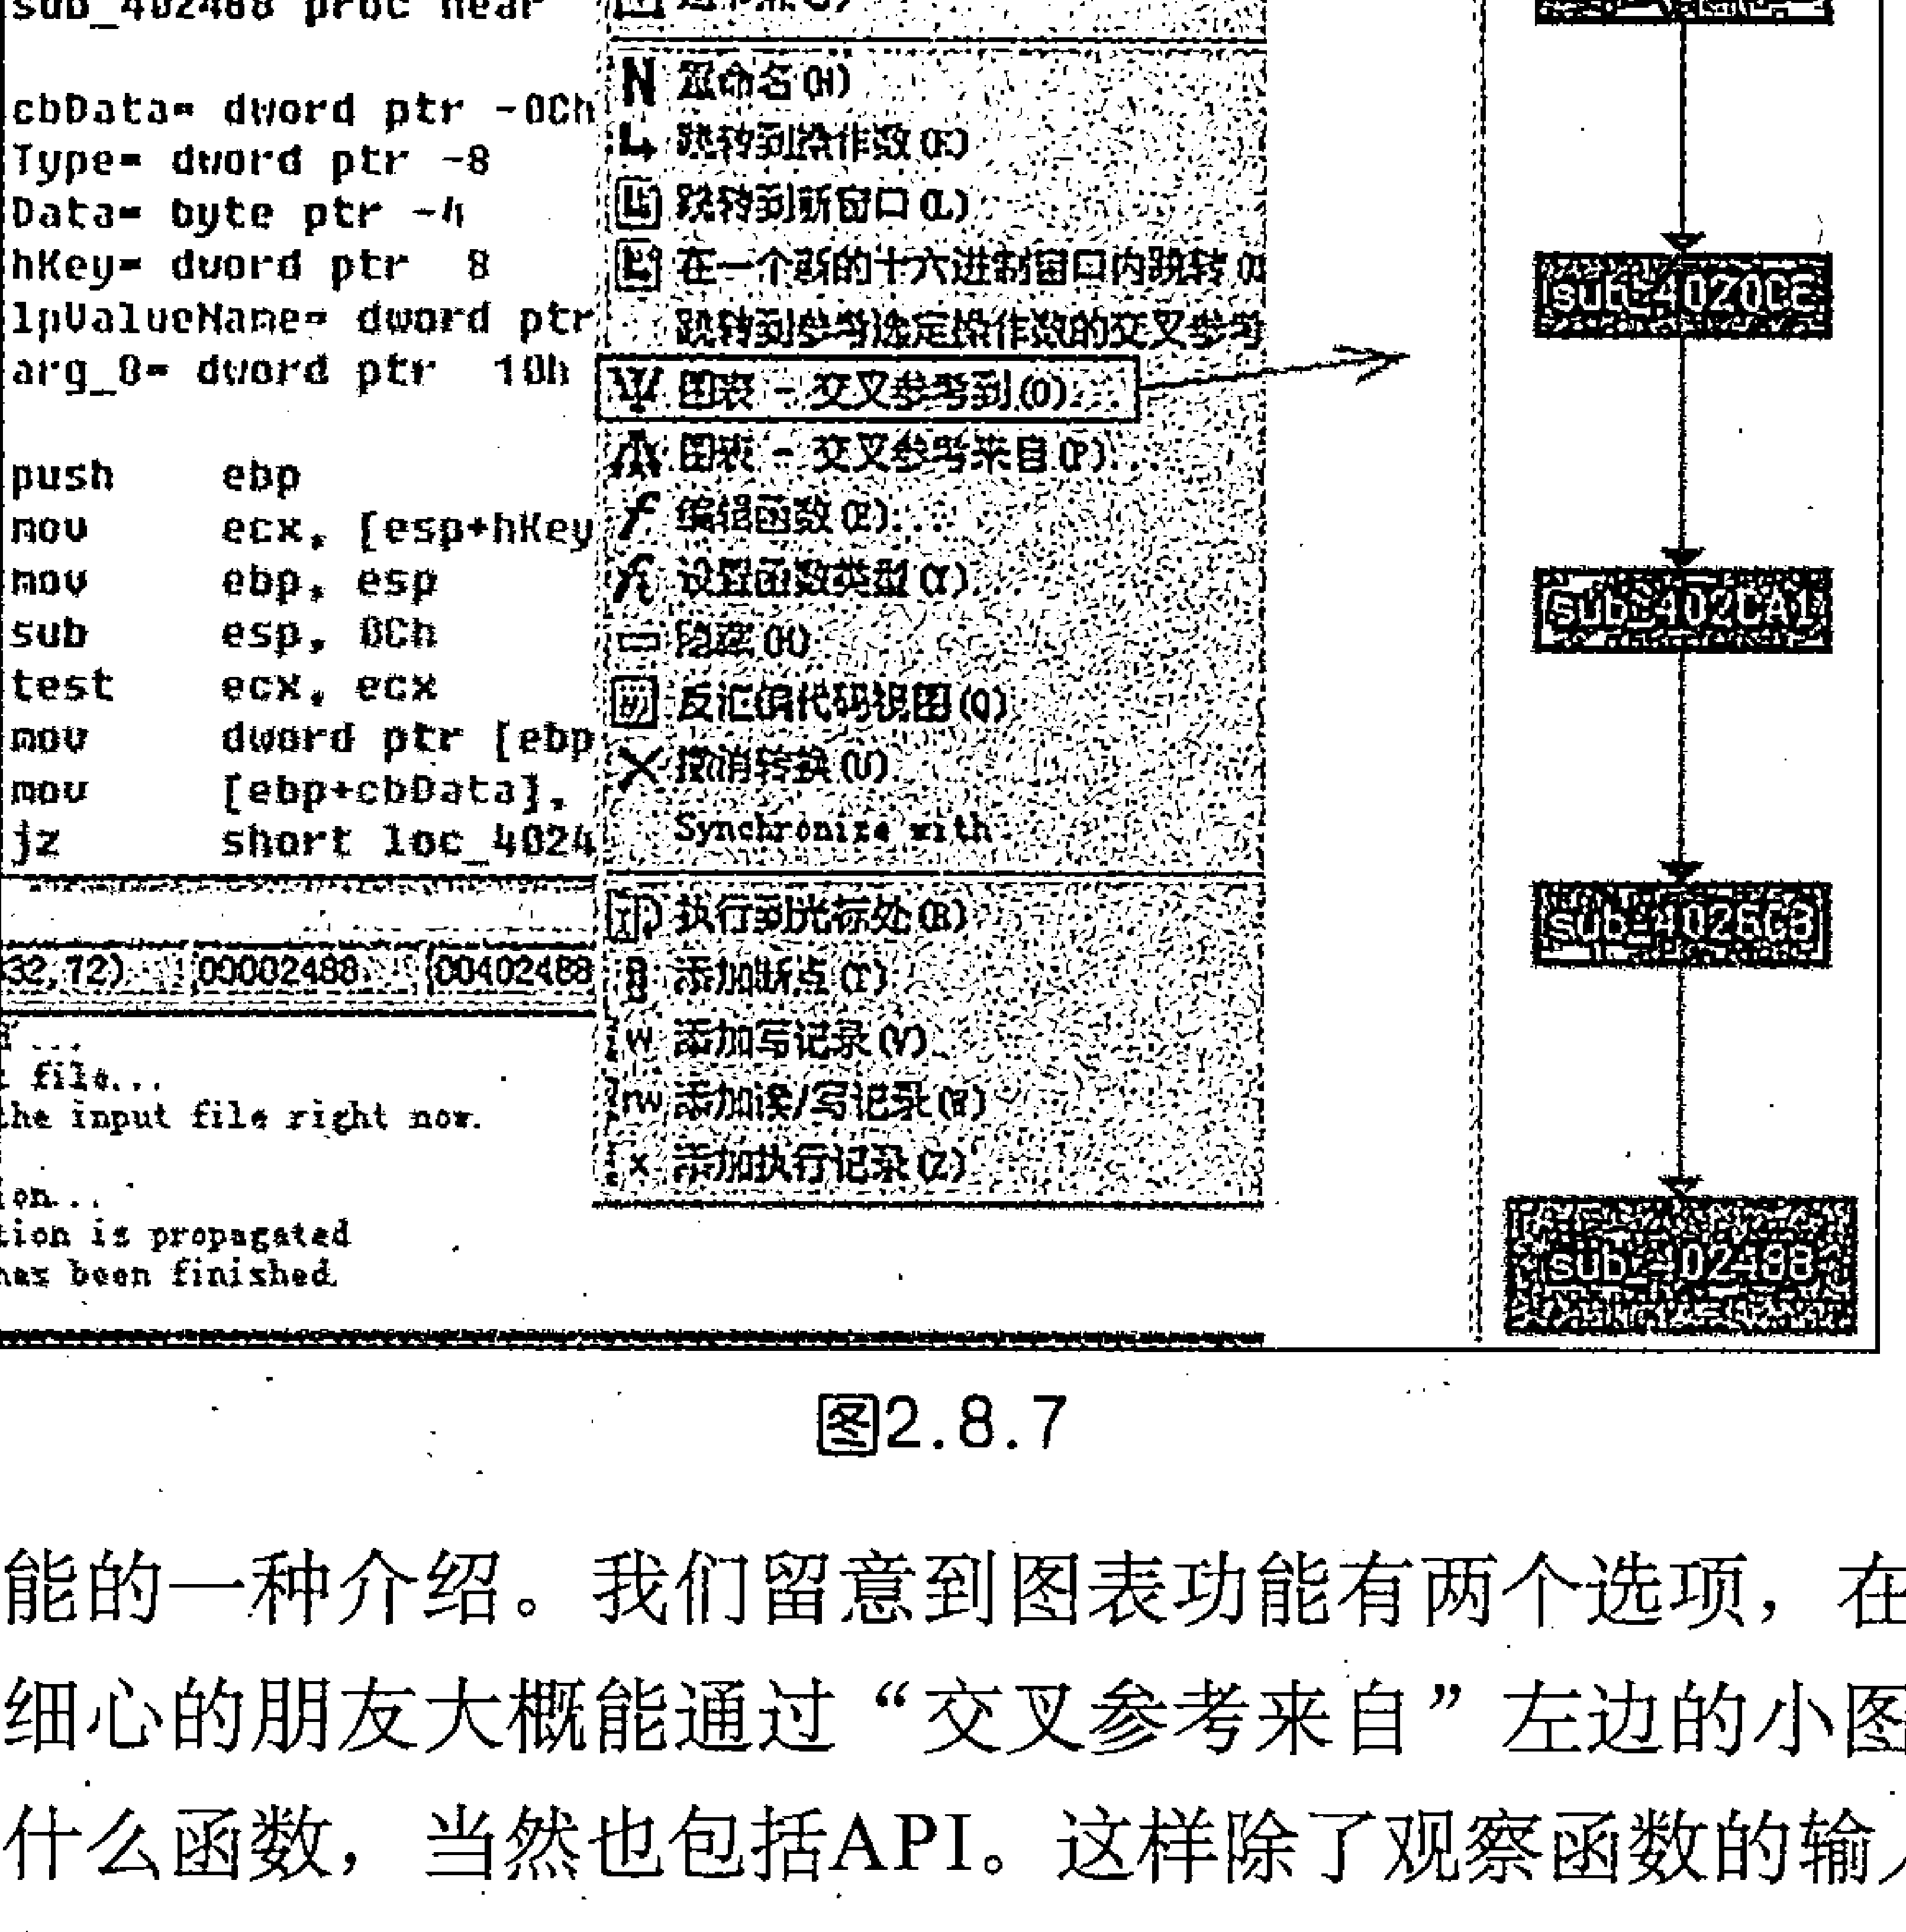 sub_402488 proc near
cbData= dword ptr -0Ch
Type= dword ptr -8
Data= byte ptr -4
hKey= dword ptr  8
lpValueName= dword ptr
arg_8= dword ptr  10h
push ebp
mov ecx, [esp+hKey
mov ebp, esp
sub esp, 0Ch
test ecx, ecx
mov dword ptr [ebp
mov [ebp+cbData],
jz short loc_4024
32,72) 00002488 00402488
...
file...
the input file right now.
ion...
tion is propagated
has been finished.
N 重命名(N)
跳转到操作数(E)
跳转到新窗口(L)
在一个新的十六进制窗口内跳转
跳转到参考选定操作数的交叉参考
图表 - 交叉参考到(O)...
图表 - 交叉参考来自(P)...
编辑函数(E)...
设置函数类型(Y)...
隐藏(H)
反汇编代码视图(Q)
撤消转换(U)
Synchronize with
执行到光标处(R)
添加断点(T)
w 添加写记录(V)
rw 添加读/写记录(W)
x 添加执行记录(Z)
sub_4020CE
sub_402CA1
sub_4026C8
sub_402488
图2.8.7
能的一种介绍。我们留意到图表功能有两个选项，在
细心的朋友大概能通过“交叉参考来自”左边的小图
什么函数，当然也包括API。这样除了观察函数的输入